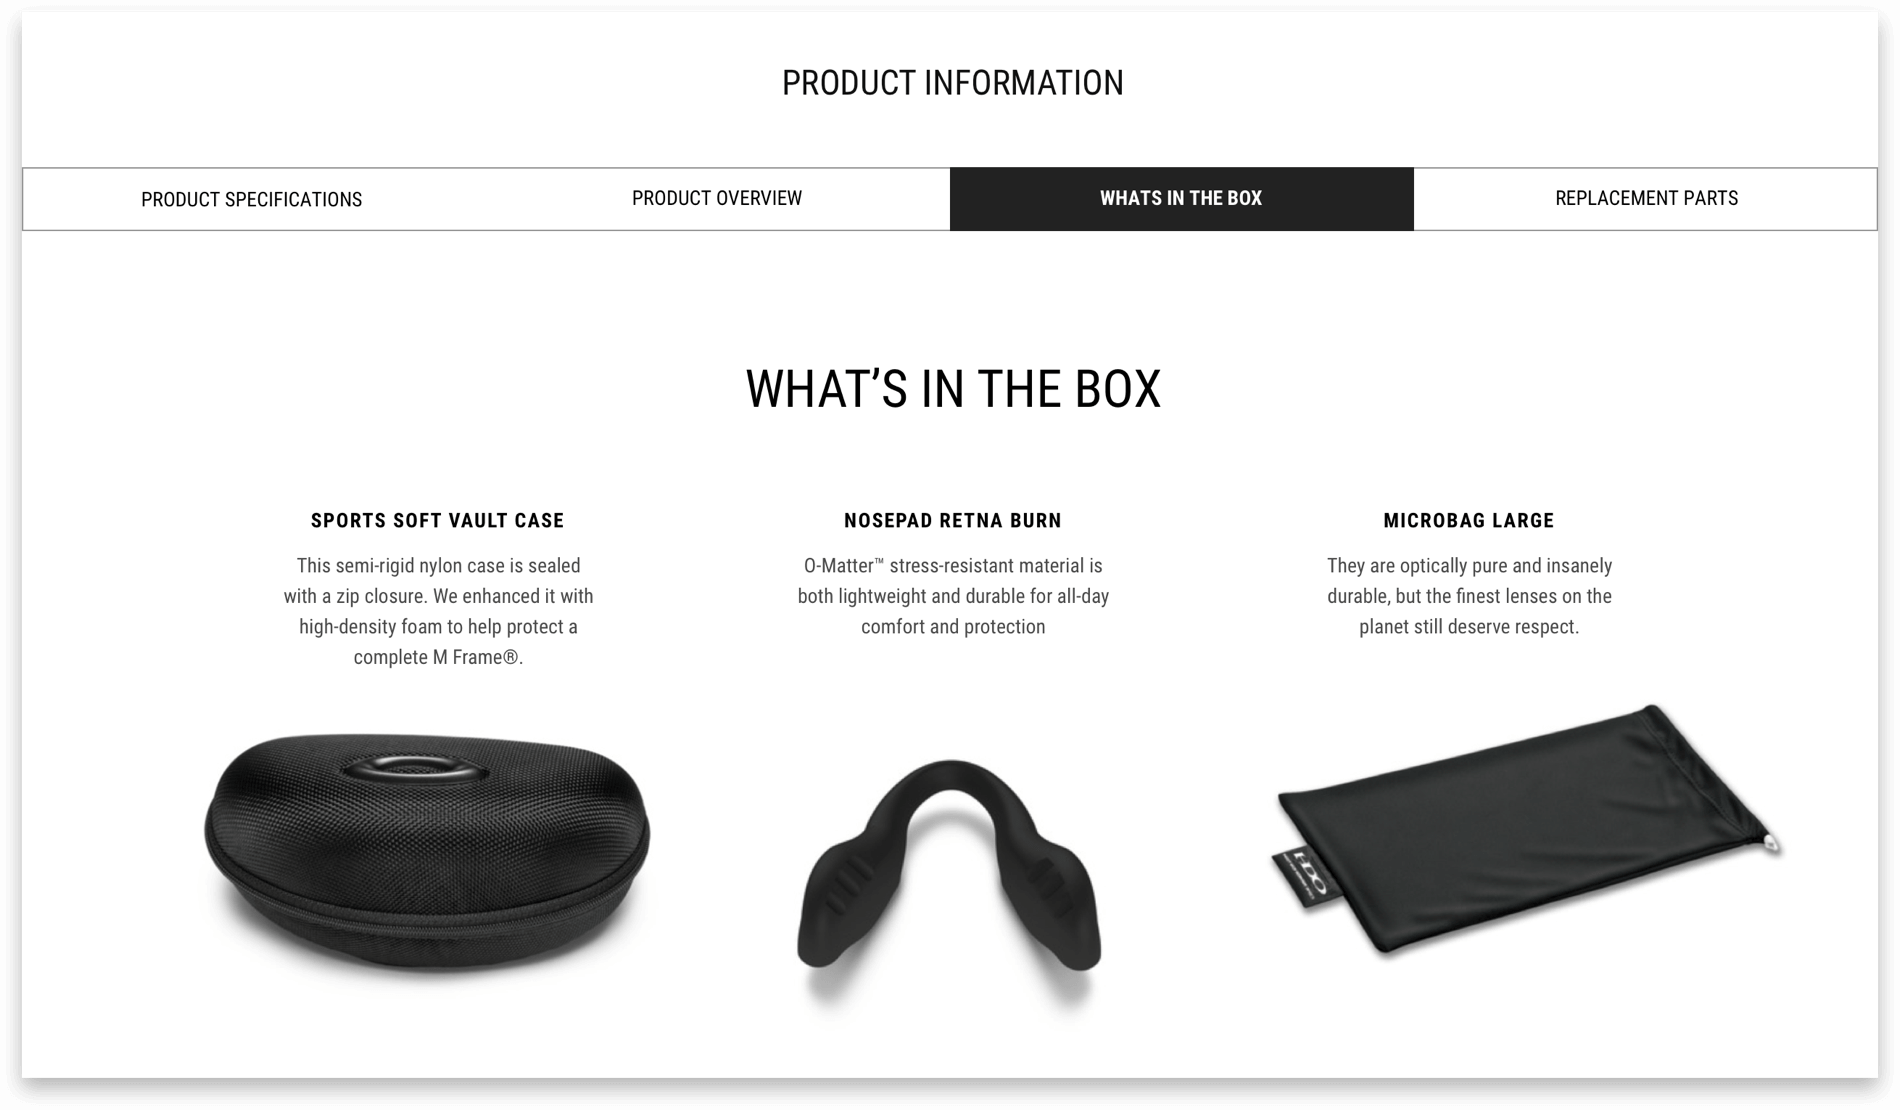 PRODUCT INFORMATION
PRODUCT SPECIFICATIONS
PRODUCT OVERVIEW
WHATS IN THE BOX
REPLACEMENT PARTS
WHAT’S IN THE BOX
SPORTS SOFT VAULT CASE
This semi-rigid nylon case is sealed
with a zip closure. We enhanced it with
high-density foam to help protect a
complete M Frame®.
NOSEPAD RETNA BURN
O-Matter™ stress-resistant material is
both lightweight and durable for all-day
comfort and protection
MICROBAG LARGE
They are optically pure and insanely
durable, but the finest lenses on the
planet still deserve respect.
HDO